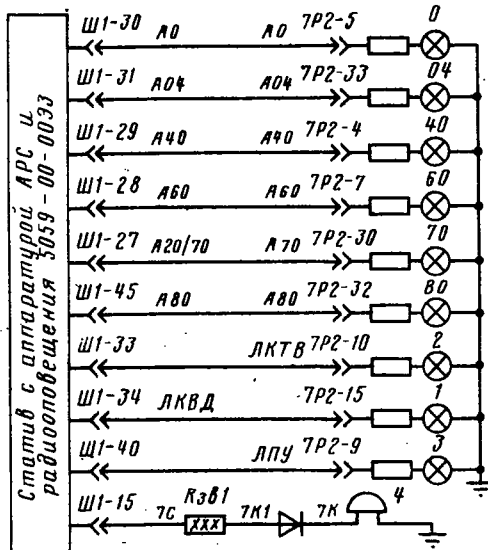 Статив с аппаратурой АРС и
радиооповещения 5059-00-00ЭЗ
Ш1-30 А0 А0 7Р2-5 0
Ш1-31 А04 А04 7Р2-33 04
Ш1-29 А40 А40 7Р2-4 40
Ш1-28 А60 А60 7Р2-7 60
Ш1-27 А20/70 А70 7Р2-30 70
Ш1-45 А80 А80 7Р2-32 80
Ш1-33 ЛКТВ 7Р2-10 2
Ш1-34 ЛКВД 7Р2-15 1
Щ1-40 ЛПУ 7Р2-9 3
Ш1-15 7С Rзв1 7К1 7К 4
ххх